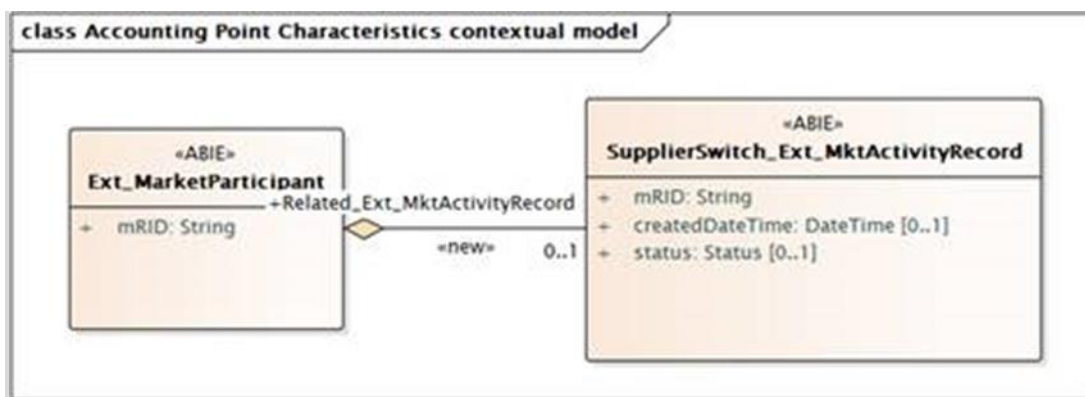 class Accounting Point Characteristics contextual model
«ABIE»
Ext_MarketParticipant
+ mRID: String
+Related_Ext_MktActivityRecord
«new»
0..1
«ABIE»
SupplierSwitch_Ext_MktActivityRecord
+ mRID: String
+ createdDateTime: DateTime [0..1]
+ status: Status [0..1]